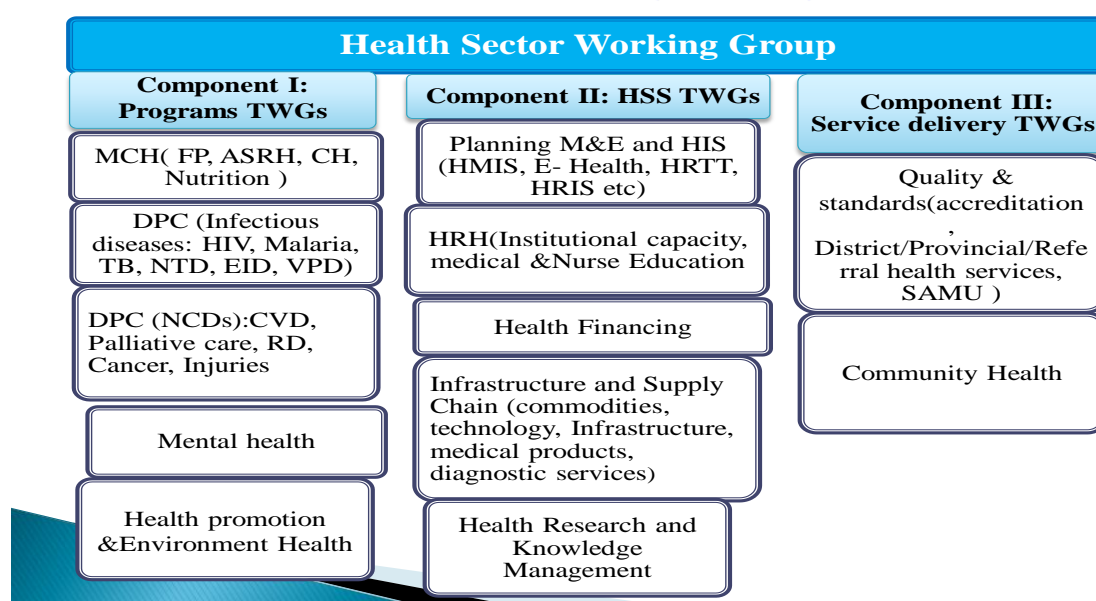 Health Sector Working Group
Component I:
Programs TWGs
MCH( FP, ASRH, CH,
Nutrition )
DPC (Infectious
diseases: HIV, Malaria,
TB, NTD, EID, VPD)
DPC (NCDs):CVD,
Palliative care, RD,
Cancer, Injuries
Mental health
Health promotion
&Environment Health
Component II: HSS TWGs
Planning M&E and HIS
(HMIS, E- Health, HRTT,
HRIS etc)
HRH(Institutional capacity,
medical &Nurse Education
Health Financing
Infrastructure and Supply
Chain (commodities,
technology, Infrastructure,
medical products,
diagnostic services)
Health Research and
Knowledge
Management
Component III:
Service delivery TWGs
Quality &
standards(accreditation
,
District/Provincial/Refe
rral health services,
SAMU )
Community Health